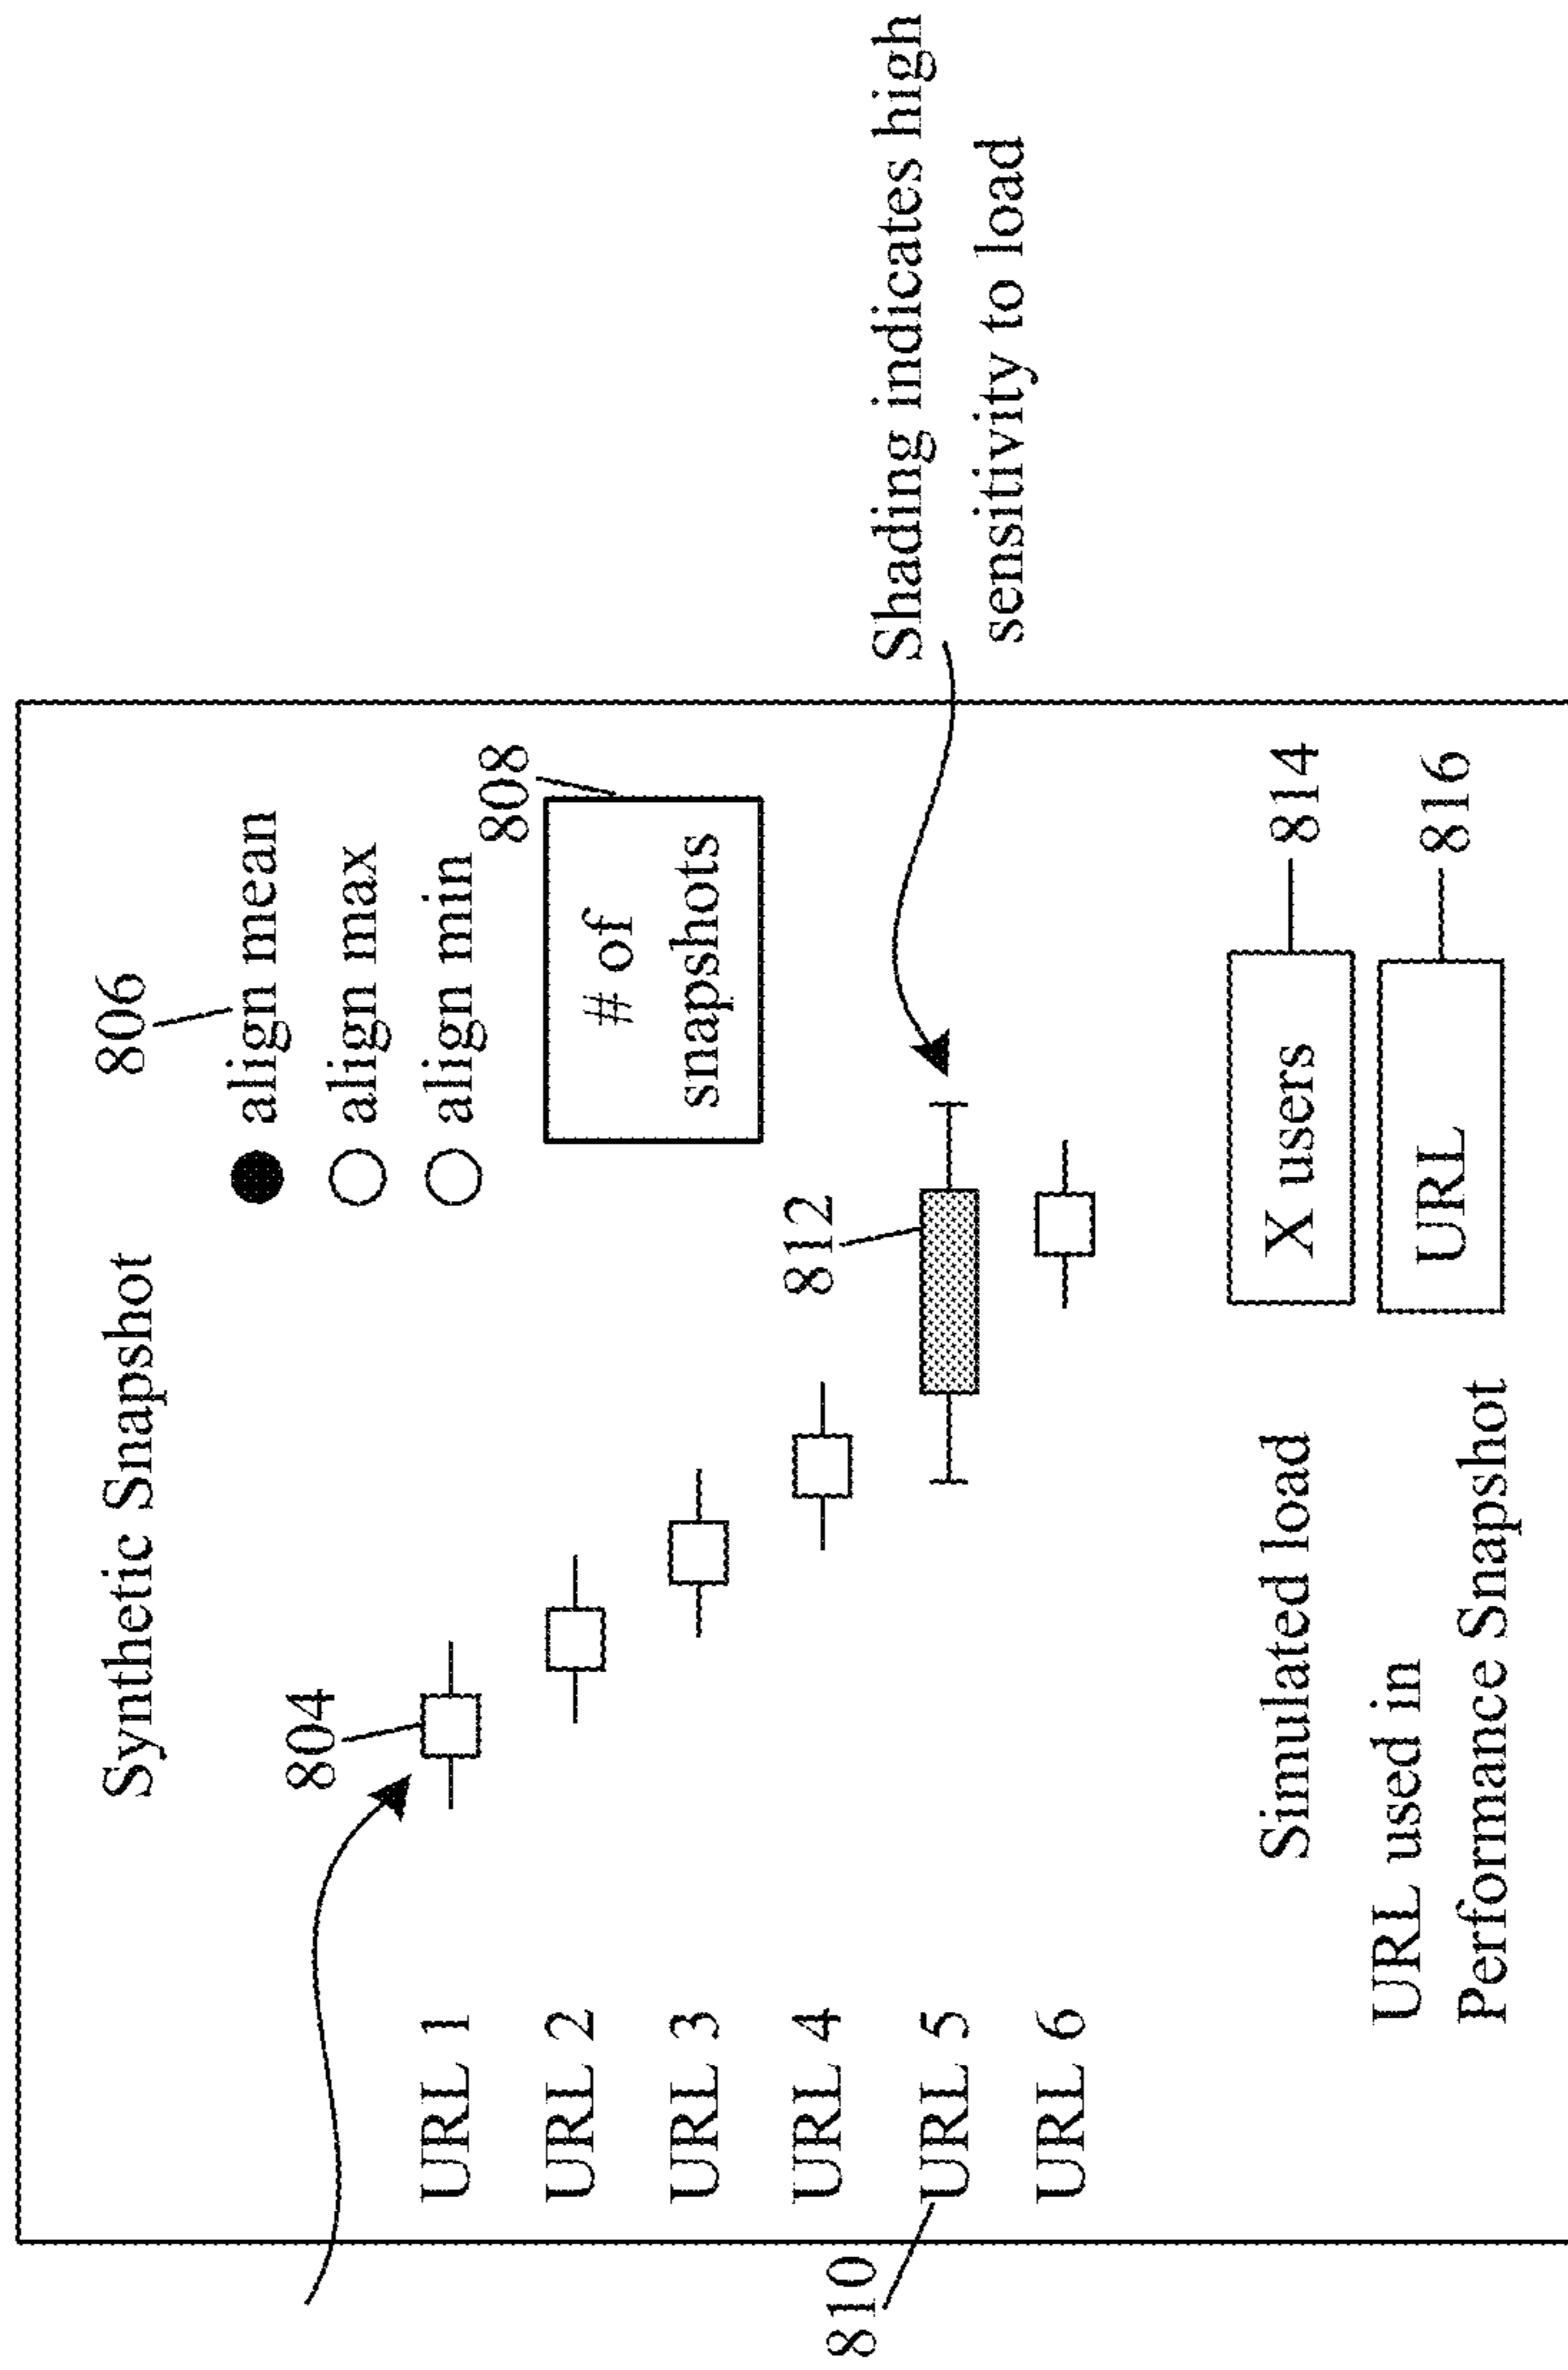 Synthetic Snapshot
806
align mean
align max
align min
804
808
# of
snapshots
URL 1
URL 2
URL 3
URL 4
812
810
URL 5
URL 6
Shading indicates high
sensitivity to load
Simulated load
X users
814
URL used in
Performance Snapshot
URL
816